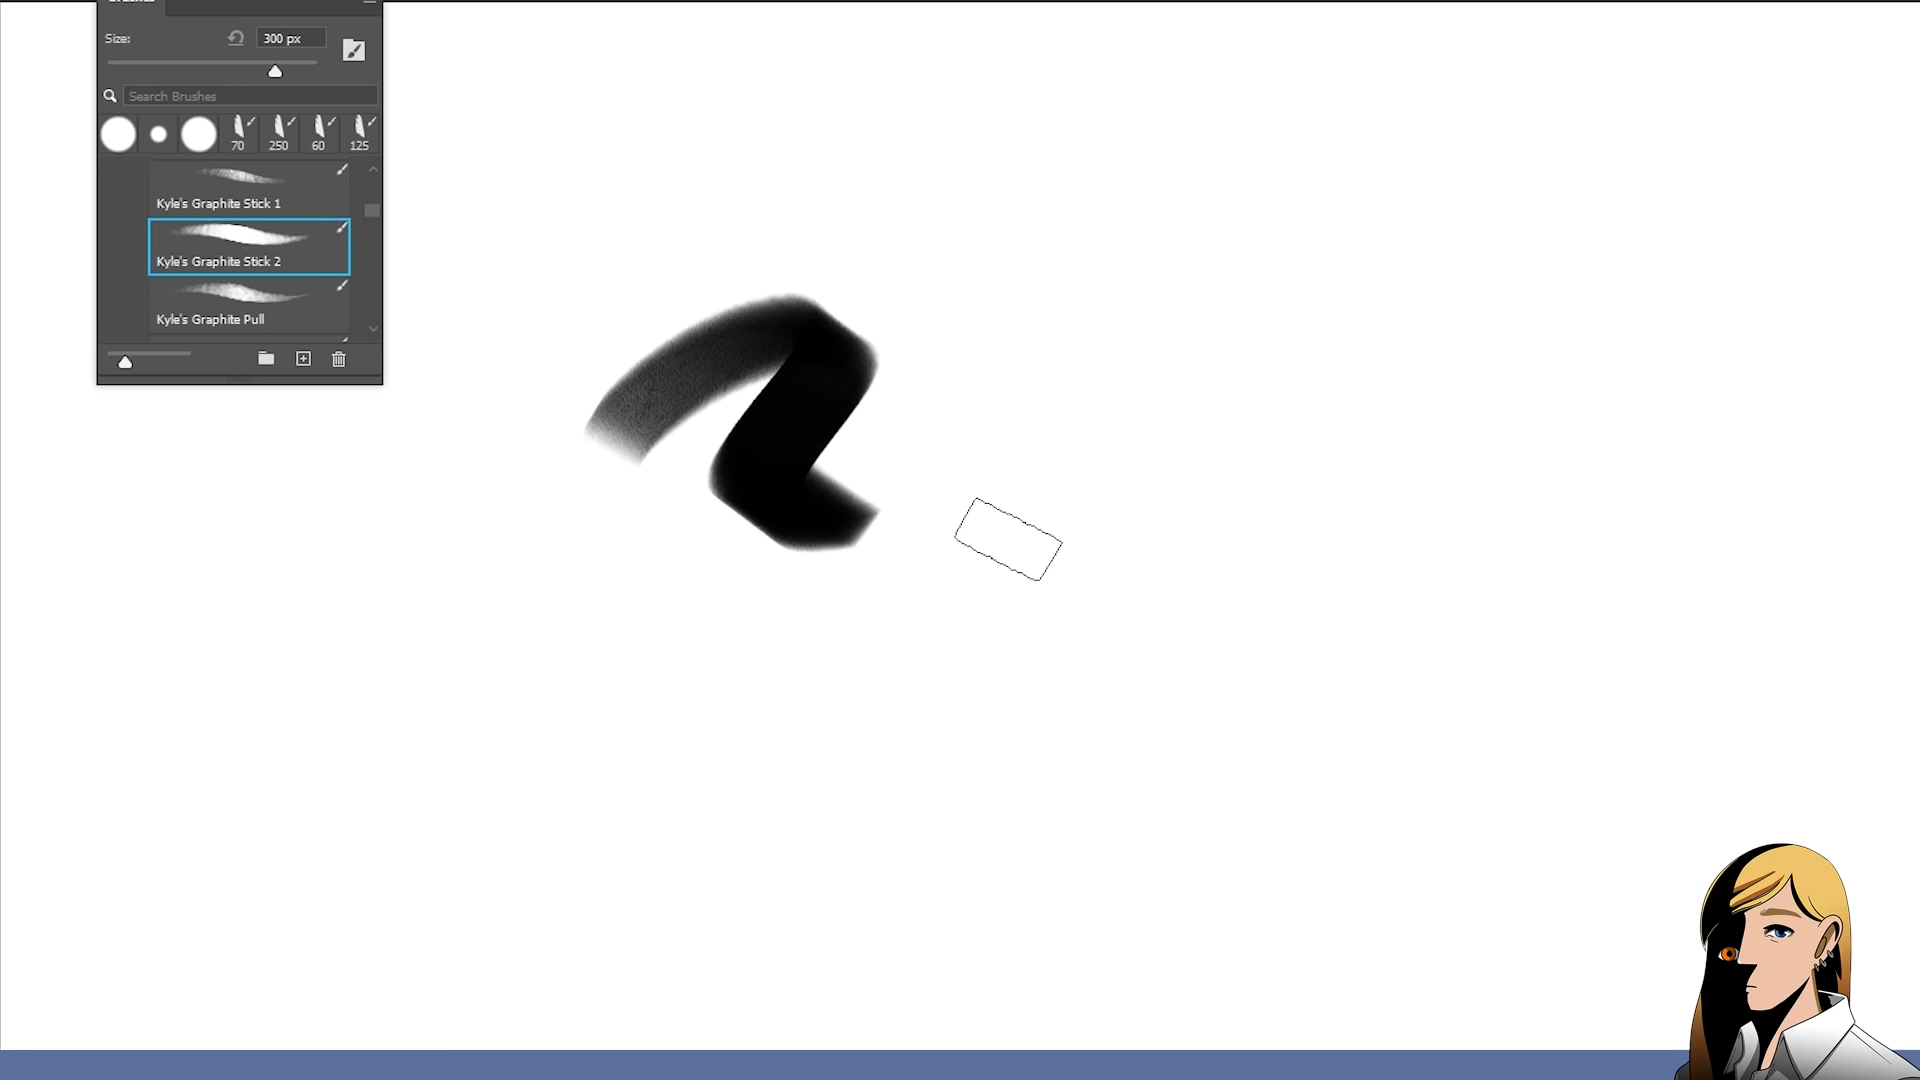 Brushes
Size:
300 px
Search Brushes
70
250
60
125
Kyle's Graphite Stick 1
Kyle's Graphite Stick 2
Kyle's Graphite Pull